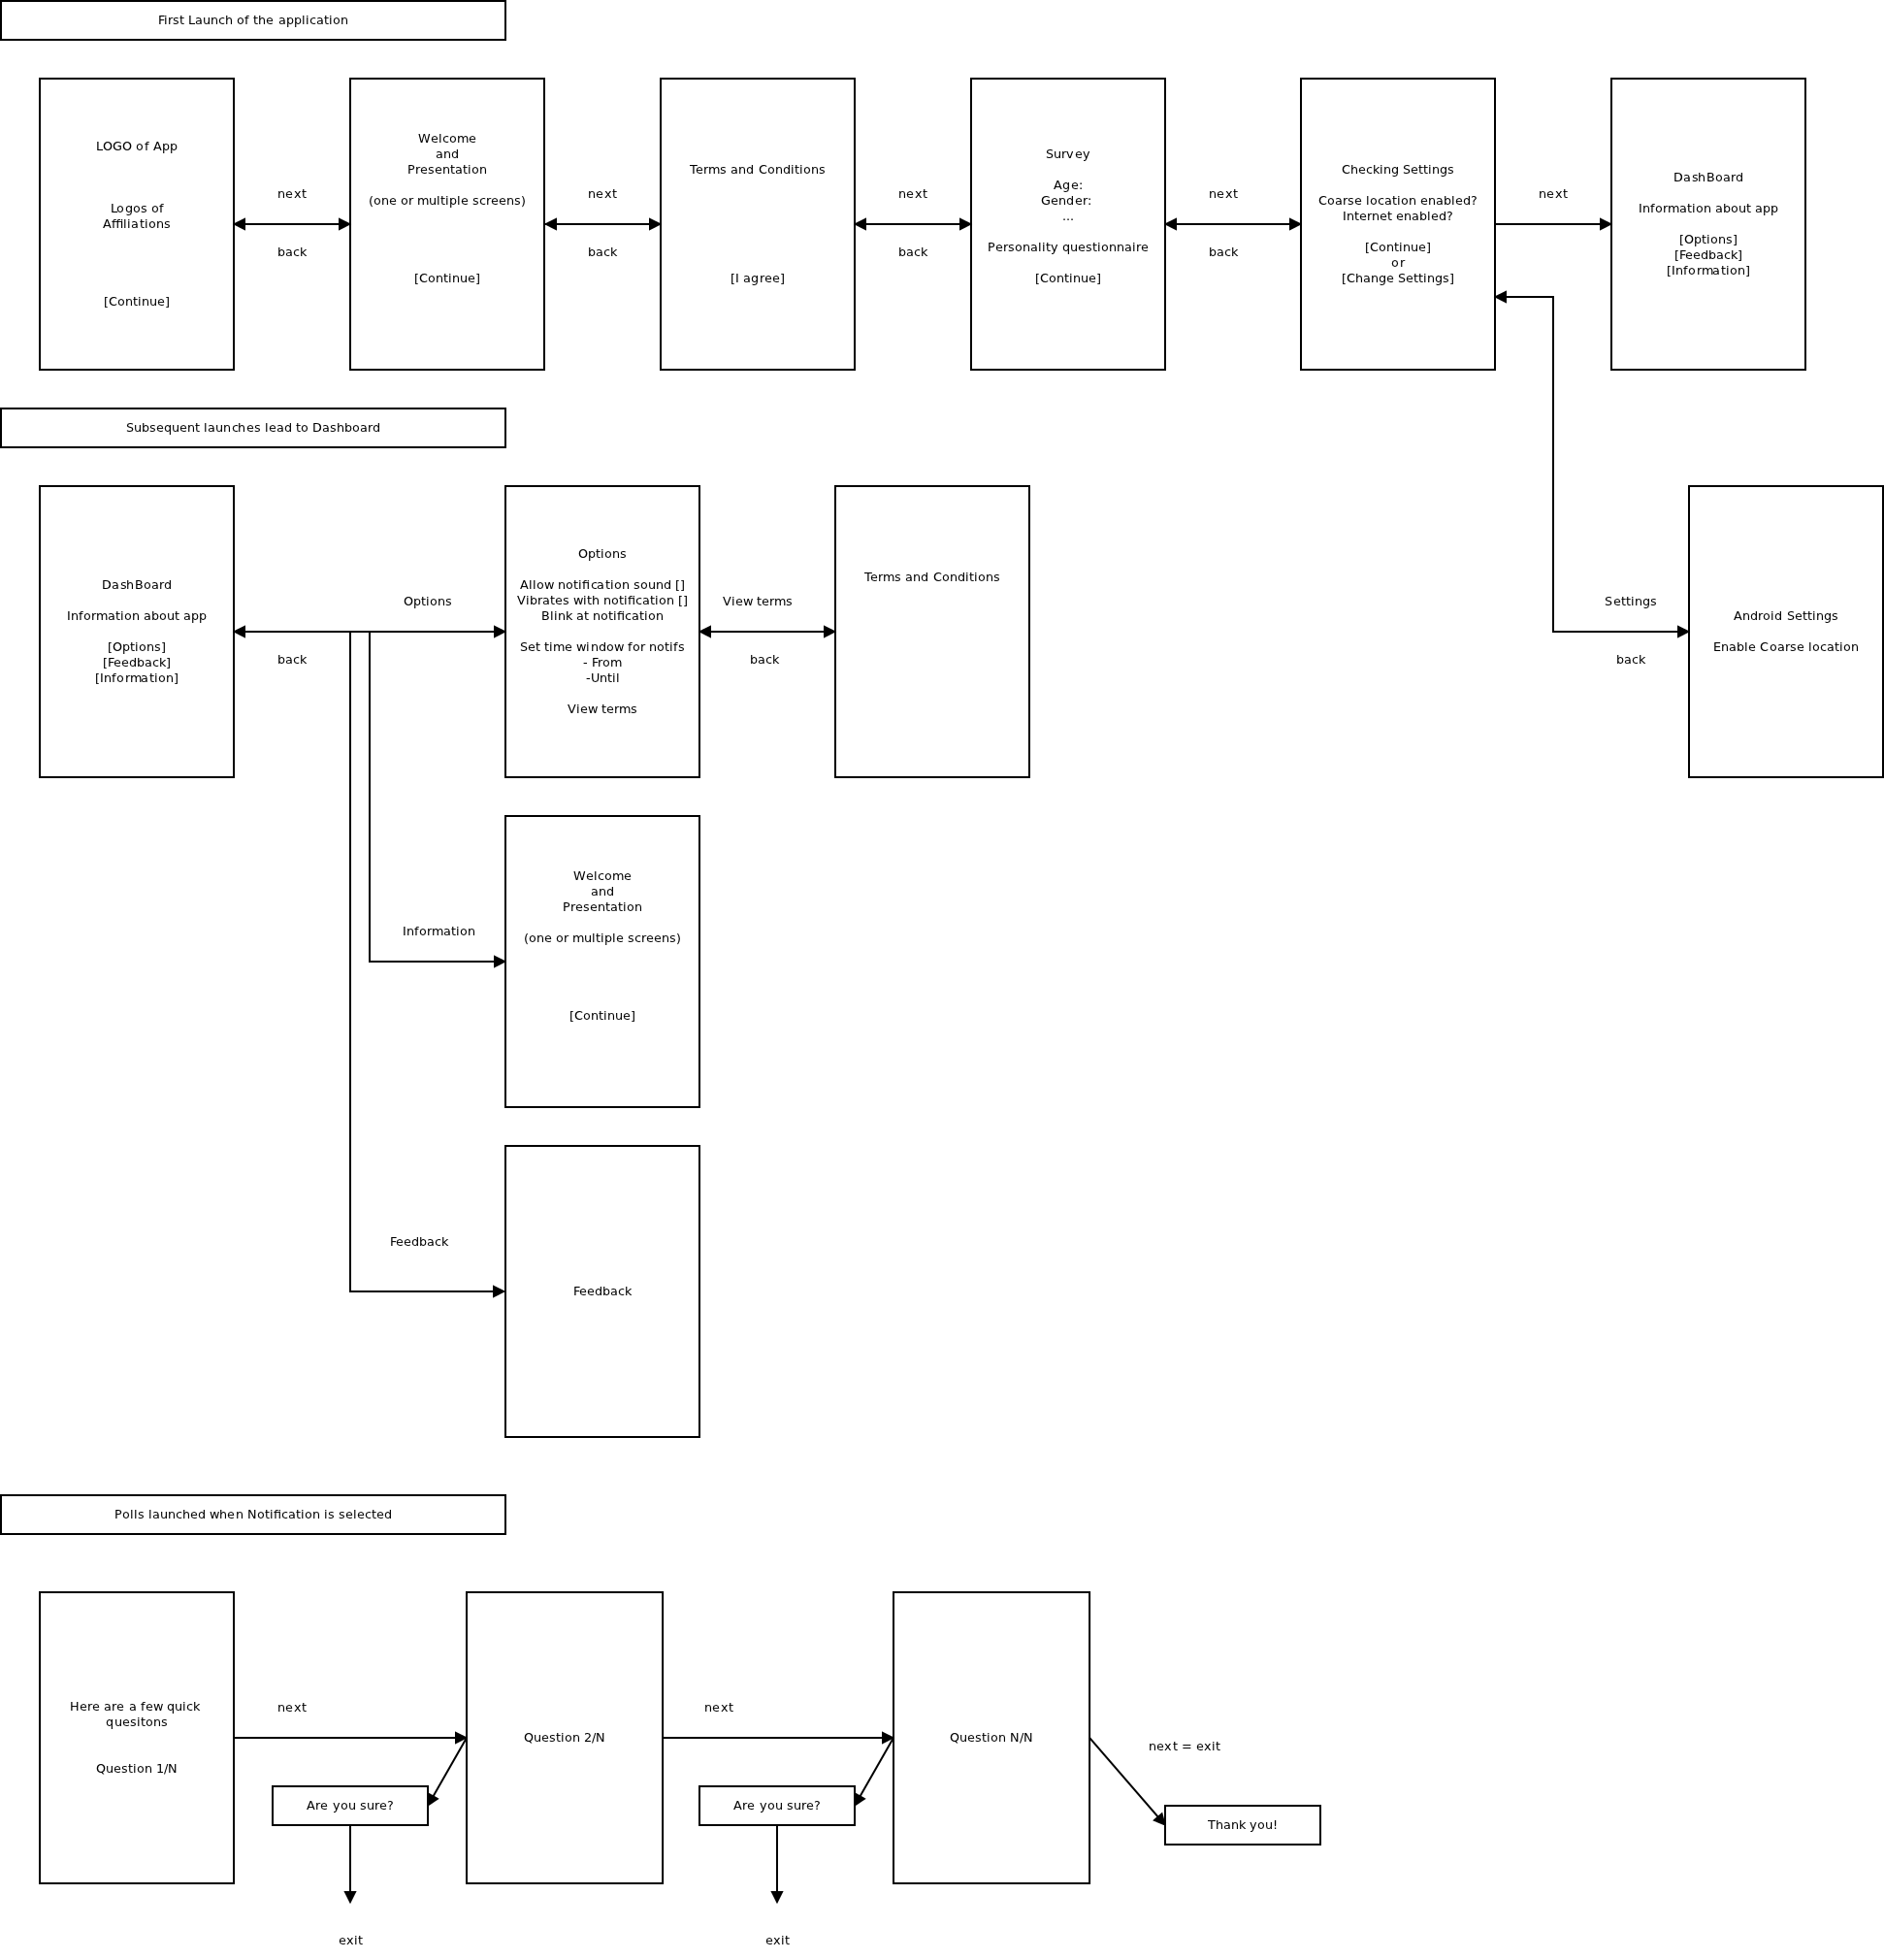 First Launch of the application
LOGO of App
Logos of
Affiliations
[Continue]
next
back
Welcome
and
Presentation
(one or multiple screens)
[Continue]
next
back
Terms and Conditions
[I agree]
next
back
Survey
Age:
Gender:
...
Personality questionnaire
[Continue]
next
back
Checking Settings
Coarse location enabled?
Internet enabled?
[Continue]
or
[Change Settings]
next
DashBoard
Information about app
[Options]
[Feedback]
[Information]
Subsequent launches lead to Dashboard
DashBoard
Information about app
[Options]
[Feedback]
[Information]
Options
back
Options
Allow notification sound []
Vibrates with notification []
Blink at notification
Set time window for notifs
- From
-Until
View terms
View terms
back
Terms and Conditions
Settings
back
Android Settings
Enable Coarse location
Information
Welcome
and
Presentation
(one or multiple screens)
[Continue]
Feedback
Feedback
Polls launched when Notification is selected
Here are a few quick
quesitons
Question 1/N
next
Are you sure?
exit
Question 2/N
next
Are you sure?
exit
Question N/N
next = exit
Thank you!